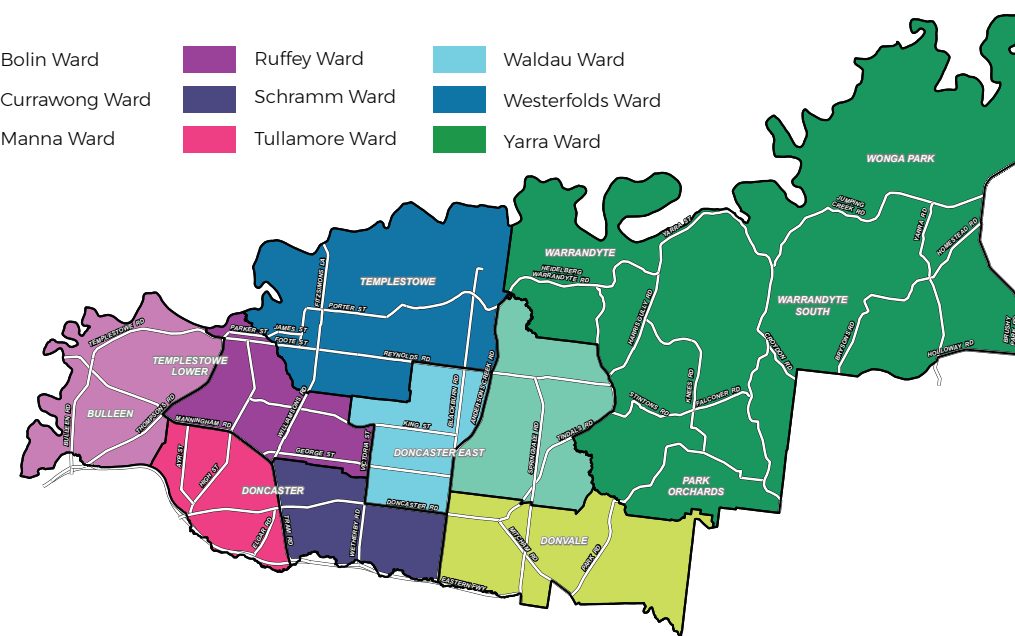 Bolin Ward
Ruffey Ward
Waldau Ward
Currawong Ward
Schramm Ward
Westerfolds Ward
Manna Ward
Tullamore Ward
Yarra Ward
WONGA PARK
JUMPING
CREEK RD
YARRA RD
HOMESTEAD RD
YARRA ST
WARRANDYTE
HEIDELBERG
WARRANDYTE RD
TEMPLESTOWE
FITZSIMONS LA
WARRANDYTE
SOUTH
HARRIS GULLY RD
PORTER ST
JAMES ST
PARKER ST
FOOTE ST
TEMPLESTOWE RD
REYNOLDS RD
BRYSONS RD
CROYDON RD
HOLLOWAY RD
TEMPLESTOWE
LOWER
ANDERSONS CREEK RD
BLACKBURN RD
KNEES RD
FALCONER RD
STINTONS RD
BULLEEN
BULLEEN RD
THOMPSONS RD
MANNINGHAM RD
WILLIAMSONS RD
KING ST
VICTORIA ST
TINDALS RD
SPRINGVALE RD
GEORGE ST
DONCASTER EAST
AYR ST
HIGH ST
PARK
ORCHARDS
DONCASTER
DONCASTER RD
ELGAR RD
TRAM RD
WETHERBY RD
MITCHAM RD
DONVALE
PARK RD
EASTERN FWY